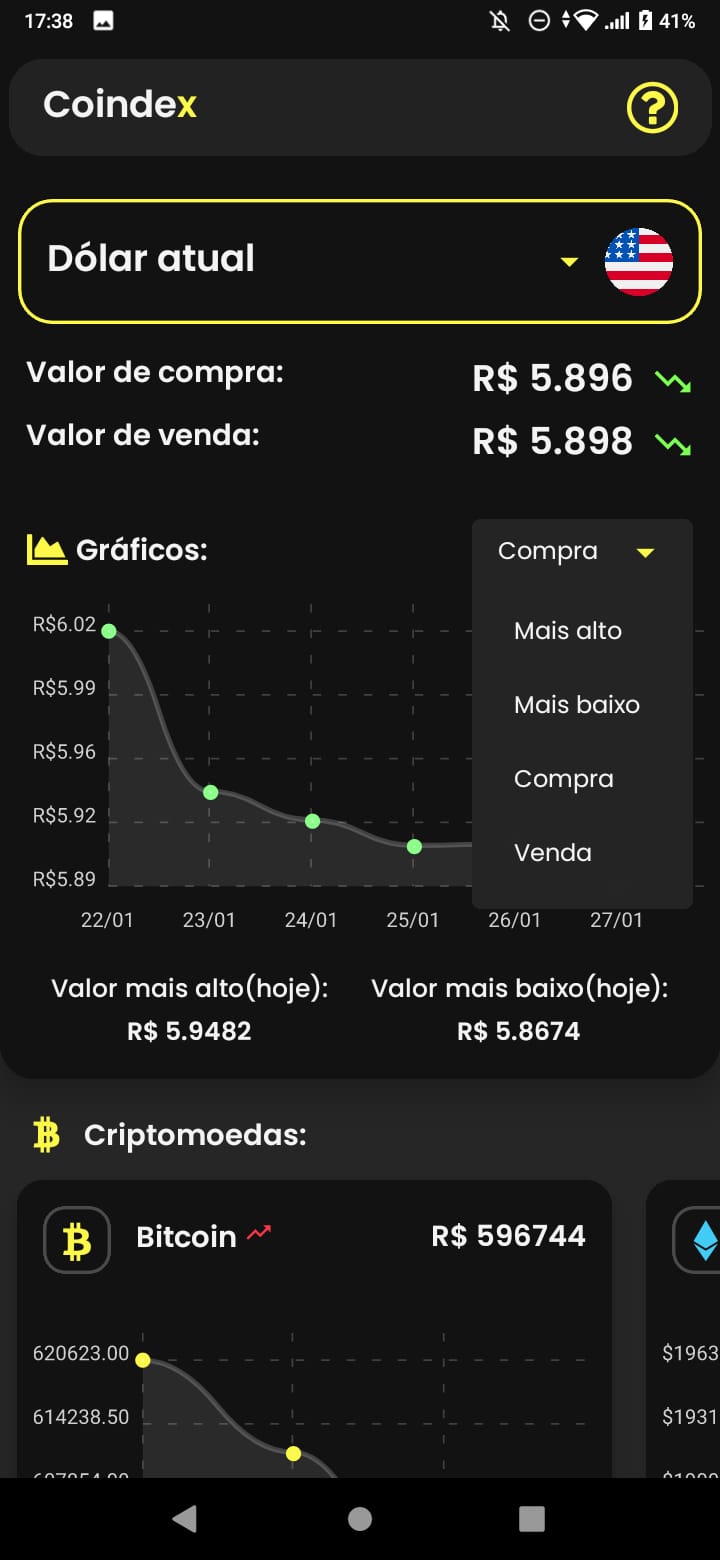 17:38
41%
Coindex
Dólar atual
Valor de compra: R$ 5.896
Valor de venda: R$ 5.898
Gráficos:
Compra
Mais alto
Mais baixo
Compra
Venda
R$6.02
R$5.99
R$5.96
R$5.92
R$5.89
22/01 23/01 24/01 25/01 26/01 27/01
Valor mais alto(hoje): Valor mais baixo(hoje):
R$ 5.9482 R$ 5.8674
Criptomoedas:
Bitcoin R$ 596744
620623.00
614238.50
$1963
$1931